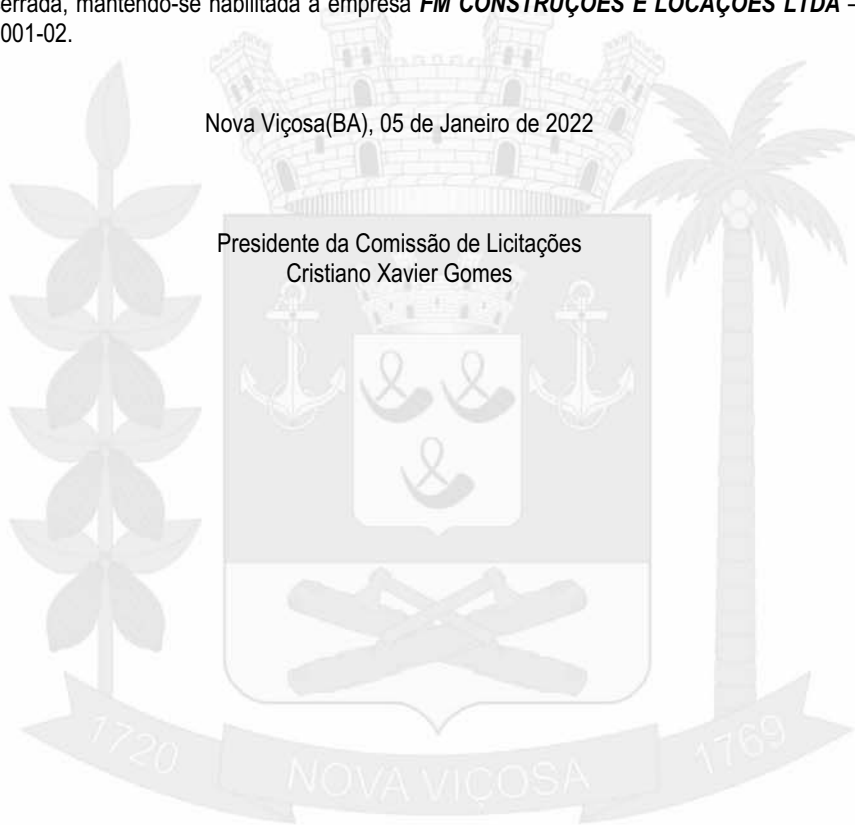 errada, mantendo-se habilitada a empresa FM CONSTRUÇÕES E LOCAÇÕES LTDA –
001-02.
Nova Viçosa(BA), 05 de Janeiro de 2022
Presidente da Comissão de Licitações
Cristiano Xavier Gomes
1720
NOVA VIÇOSA
1769